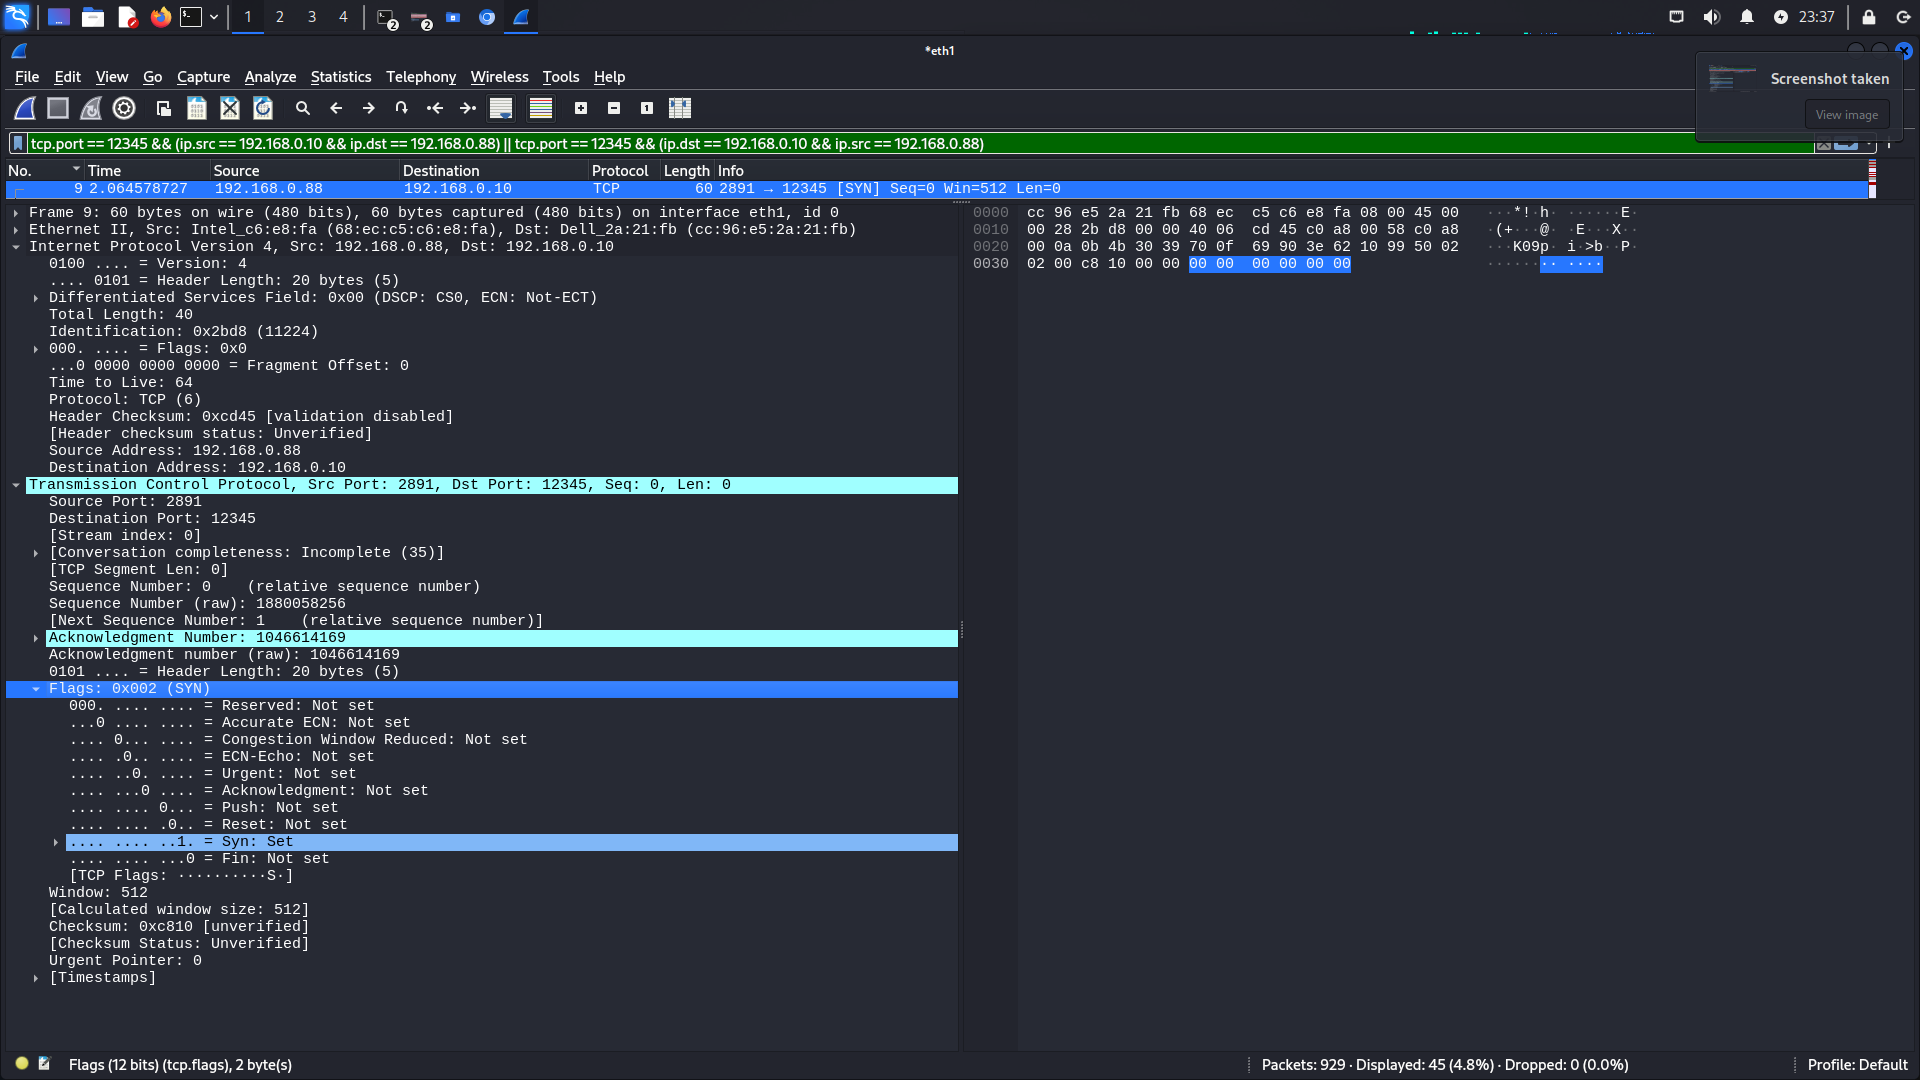 1 2 3 4 2 2 23:37
*eth1
File Edit View Go Capture Analyze Statistics Telephony Wireless Tools Help
Screenshot taken
View image
tcp.port == 12345 && (ip.src == 192.168.0.10 && ip.dst == 192.168.0.88) || tcp.port == 12345 && (ip.dst == 192.168.0.10 && ip.src == 192.168.0.88)
No. Time Source Destination Protocol Length Info
9 2.064578727 192.168.0.88 192.168.0.10 TCP 60 2891 → 12345 [SYN] Seq=0 Win=512 Len=0
Frame 9: 60 bytes on wire (480 bits), 60 bytes captured (480 bits) on interface eth1, id 0
Ethernet II, Src: Intel_c6:e8:fa (68:ec:c5:c6:e8:fa), Dst: Dell_2a:21:fb (cc:96:e5:2a:21:fb)
Internet Protocol Version 4, Src: 192.168.0.88, Dst: 192.168.0.10
0100 .... = Version: 4
.... 0101 = Header Length: 20 bytes (5)
Differentiated Services Field: 0x00 (DSCP: CS0, ECN: Not-ECT)
Total Length: 40
Identification: 0x2bd8 (11224)
000. .... = Flags: 0x0
...0 0000 0000 0000 = Fragment Offset: 0
Time to Live: 64
Protocol: TCP (6)
Header Checksum: 0xcd45 [validation disabled]
[Header checksum status: Unverified]
Source Address: 192.168.0.88
Destination Address: 192.168.0.10
Transmission Control Protocol, Src Port: 2891, Dst Port: 12345, Seq: 0, Len: 0
Source Port: 2891
Destination Port: 12345
[Stream index: 0]
[Conversation completeness: Incomplete (35)]
[TCP Segment Len: 0]
Sequence Number: 0 (relative sequence number)
Sequence Number (raw): 1880058256
[Next Sequence Number: 1 (relative sequence number)]
Acknowledgment Number: 1046614169
Acknowledgment number (raw): 1046614169
0101 .... = Header Length: 20 bytes (5)
Flags: 0x002 (SYN)
000. .... .... = Reserved: Not set
...0 .... .... = Accurate ECN: Not set
.... 0... .... = Congestion Window Reduced: Not set
.... .0.. .... = ECN-Echo: Not set
.... ..0. .... = Urgent: Not set
.... ...0 .... = Acknowledgment: Not set
.... .... 0... = Push: Not set
.... .... .0.. = Reset: Not set
.... .... ..1. = Syn: Set
.... .... ...0 = Fin: Not set
[TCP Flags: ··········S·]
Window: 512
[Calculated window size: 512]
Checksum: 0xc810 [unverified]
[Checksum Status: Unverified]
Urgent Pointer: 0
[Timestamps]
0000 cc 96 e5 2a 21 fb 68 ec c5 c6 e8 fa 08 00 45 00 ···*!·h· ······E·
0010 00 28 2b d8 00 00 40 06 cd 45 c0 a8 00 58 c0 a8 ·(+···@· ·E···X··
0020 00 0a 0b 4b 30 39 70 0f 69 90 3e 62 10 99 50 02 ···K09p· i·>b··P·
0030 02 00 c8 10 00 00 00 00 00 00 00 00 ········ ····
Flags (12 bits) (tcp.flags), 2 byte(s)
Packets: 929 · Displayed: 45 (4.8%) · Dropped: 0 (0.0%)
Profile: Default